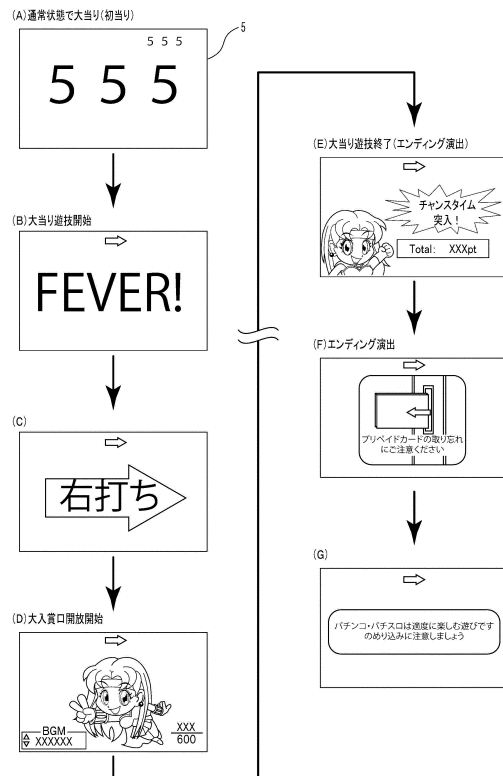 (A)通常状態で大当り(初当り)
5 5 5
5
5 5 5
(B)大当り遊技開始
FEVER!
(C)
右打ち
(D)大入賞口開放開始
BGM
XXXXXX
XXX
600
(E)大当り遊技終了(エンディング演出)
チャンスタイム
突入!
Total: XXXpt
(F)エンディング演出
プリペイドカードの取り忘れ
にご注意ください
(G)
パチンコ・パチスロは適度に楽しむ遊びです
のめり込みに注意しましょう